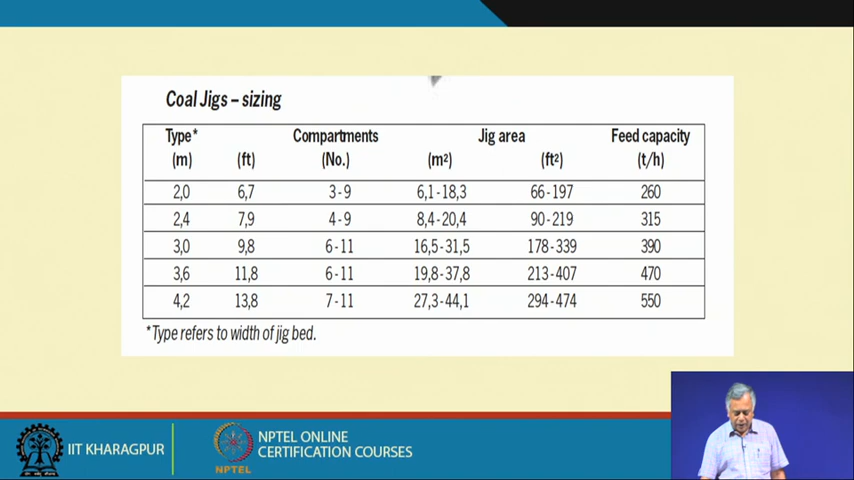 Coal Jigs – sizing
Type* Compartments Jig area Feed capacity
(m) (ft) (No.) (m²) (ft²) (t/h)
2,0 6,7 3-9 6,1-18,3 66-197 260
2,4 7,9 4-9 8,4-20,4 90-219 315
3,0 9,8 6-11 16,5-31,5 178-339 390
3,6 11,8 6-11 19,8-37,8 213-407 470
4,2 13,8 7-11 27,3-44,1 294-474 550
*Type refers to width of jig bed.
IIT KHARAGPUR
NPTEL
NPTEL ONLINE
CERTIFICATION COURSES